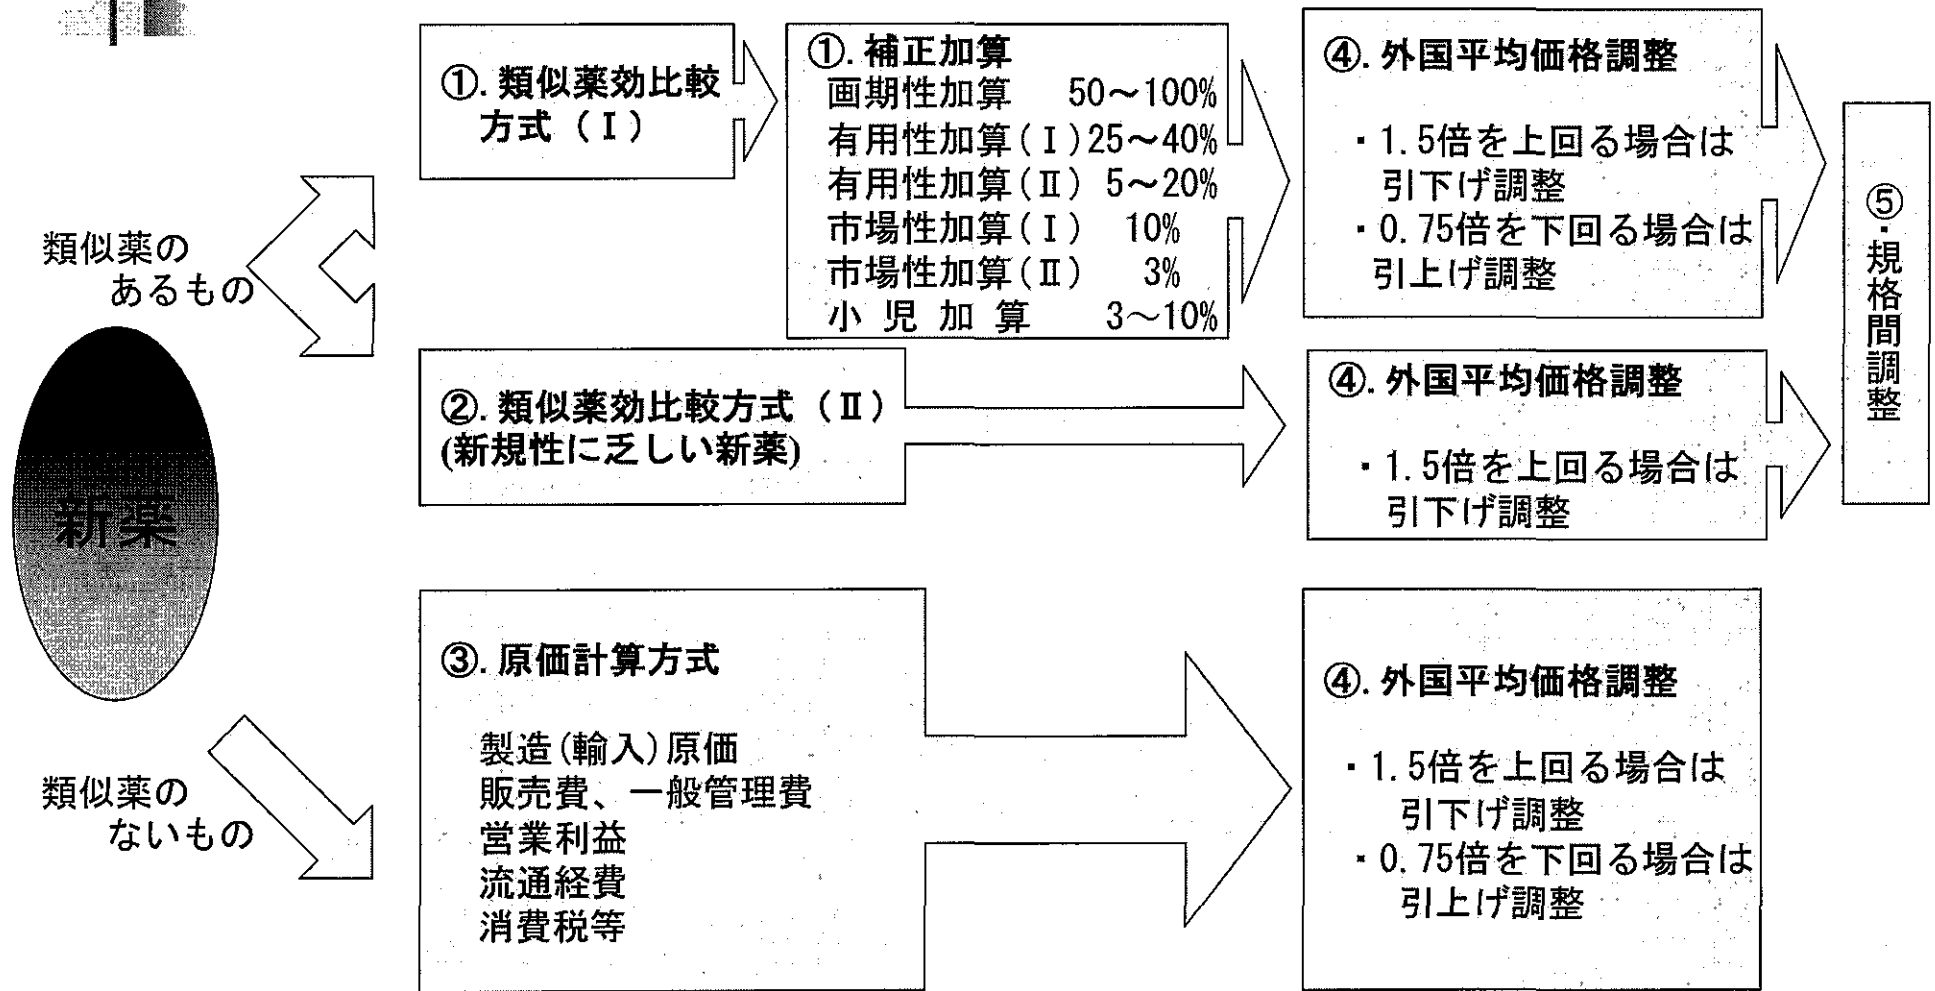 新薬
類似薬の
あるもの
類似薬の
ないもの
①. 類似薬効比較
方式（Ⅰ）
①. 補正加算
画期性加算 50～100%
有用性加算(Ⅰ)25～40%
有用性加算(Ⅱ) 5～20%
市場性加算(Ⅰ) 10%
市場性加算(Ⅱ) 3%
小 児 加 算 3～10%
④. 外国平均価格調整
・1.5倍を上回る場合は
引下げ調整
・0.75倍を下回る場合は
引上げ調整
②. 類似薬効比較方式（Ⅱ）
(新規性に乏しい新薬)
④. 外国平均価格調整
・1.5倍を上回る場合は
引下げ調整
⑤.規格間調整
③. 原価計算方式
製造(輸入)原価
販売費、一般管理費
営業利益
流通経費
消費税等
④. 外国平均価格調整
・1.5倍を上回る場合は
引下げ調整
・0.75倍を下回る場合は
引上げ調整